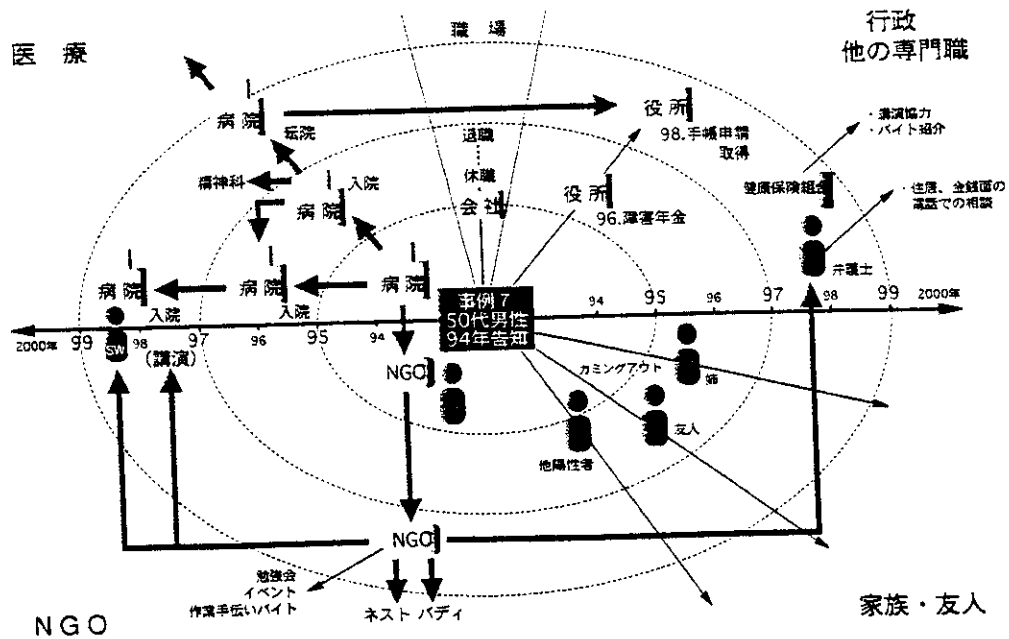 医 療
職 場
行政
他の専門職
病院
転院
役所
98.手帳申請
取得
・講演協力
・バイト紹介
退職
休職
会社
精神科
入院
病院
役所
96.障害年金
健康保険組合
・住居、金銭面の
電話での相談
弁護士
病院
入院
病院
入院
病院
事例7
50代男性
94年告知
94
95
96
97
98
99
2000年
2000年
99
98
97
96
95
94
SW
(講演)
NGO
カミングアウト
姉
友人
他陽性者
NGO
勉強会
イベント
作業手伝いバイト
ネスト バディ
NGO
家族・友人